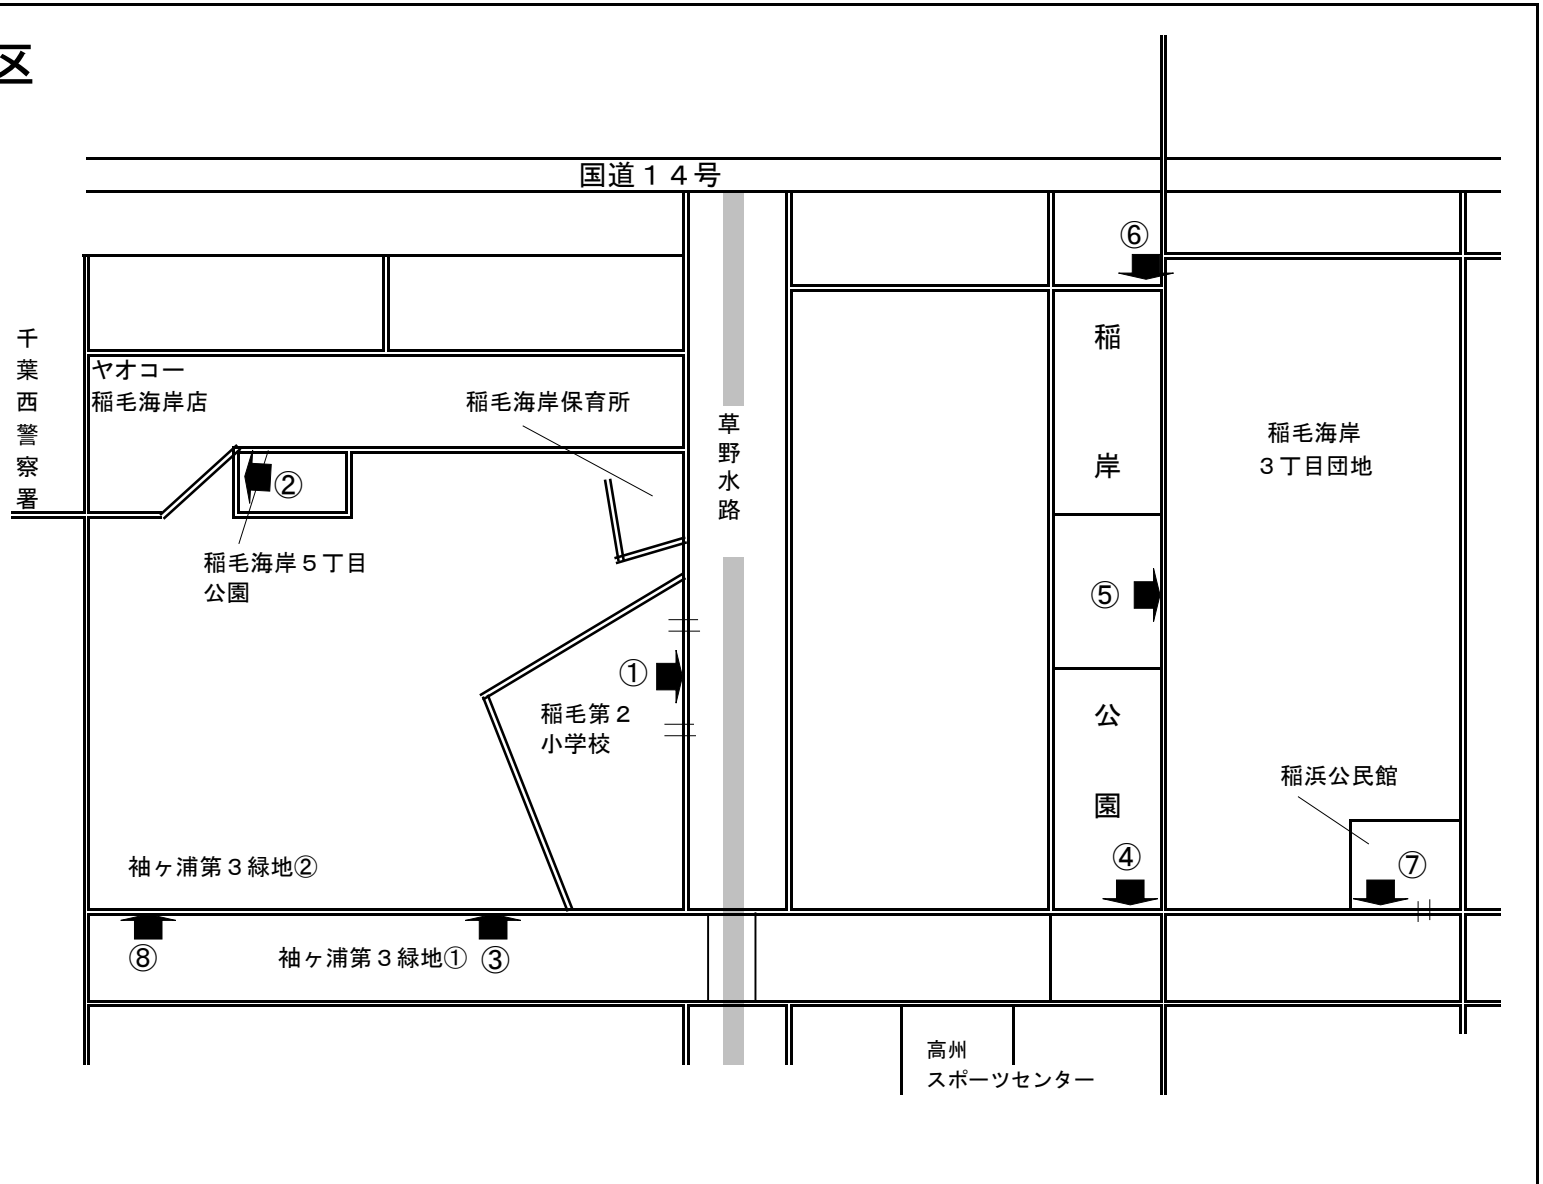 区
国道１４号
⑥
千葉西警察署
ヤオコー
稲毛海岸店
稲毛海岸保育所
草野水路
稲岸公園
稲毛海岸
３丁目団地
②
稲毛海岸５丁目
公園
⑤
①
稲毛第２
小学校
稲浜公民館
④
⑦
袖ヶ浦第３緑地②
⑧
袖ヶ浦第３緑地①
③
高州
スポーツセンター